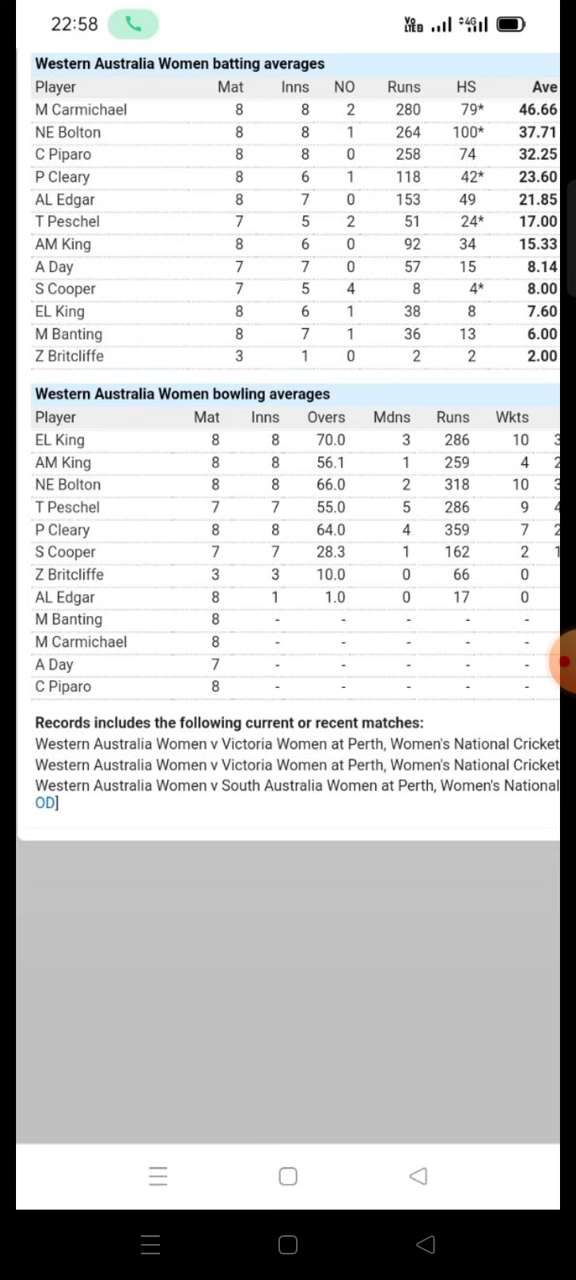 22:58 Vo LTEB 4G
Western Australia Women batting averages
Player Mat Inns NO Runs HS Ave
M Carmichael 8 8 2 280 79* 46.66
NE Bolton 8 8 1 264 100* 37.71
C Piparo 8 8 0 258 74 32.25
P Cleary 8 6 1 118 42* 23.60
AL Edgar 8 7 0 153 49 21.85
T Peschel 7 5 2 51 24* 17.00
AM King 8 6 0 92 34 15.33
A Day 7 7 0 57 15 8.14
S Cooper 7 5 4 8 4* 8.00
EL King 8 6 1 38 8 7.60
M Banting 8 7 1 36 13 6.00
Z Britcliffe 3 1 0 2 2 2.00
Western Australia Women bowling averages
Player Mat Inns Overs Mdns Runs Wkts
EL King 8 8 70.0 3 286 10 3
AM King 8 8 56.1 1 259 4 2
NE Bolton 8 8 66.0 2 318 10 3
T Peschel 7 7 55.0 5 286 9 4
P Cleary 8 8 64.0 4 359 7 2
S Cooper 7 7 28.3 1 162 2 1
Z Britcliffe 3 3 10.0 0 66 0
AL Edgar 8 1 1.0 0 17 0
M Banting 8 - - - - -
M Carmichael 8 - - - - -
A Day 7 - - - - -
C Piparo 8 - - - - -
Records includes the following current or recent matches:
Western Australia Women v Victoria Women at Perth, Women's National Cricket
Western Australia Women v Victoria Women at Perth, Women's National Cricket
Western Australia Women v South Australia Women at Perth, Women's National
OD]